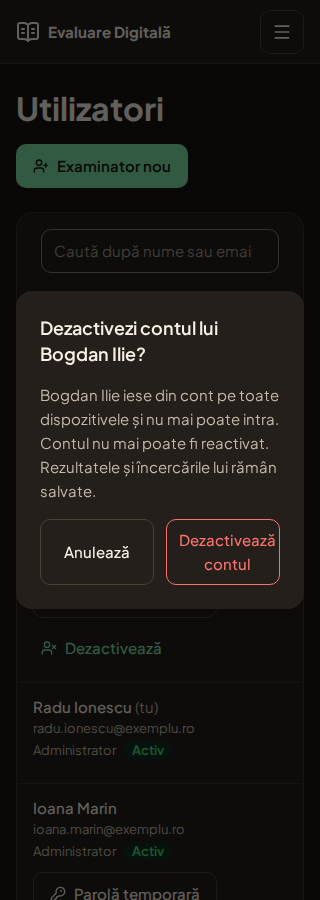 Evaluare Digitală
Utilizatori
Examinator nou
Caută după nume sau emai
Dezactivezi contul lui
Bogdan Ilie?
Bogdan Ilie iese din cont pe toate
dispozitivele și nu mai poate intra.
Contul nu mai poate fi reactivat.
Rezultatele și încercările lui rămân
salvate.
Anulează
Dezactivează
contul
Dezactivează
Radu Ionescu (tu)
radu.ionescu@exemplu.ro
Administrator Activ
Ioana Marin
ioana.marin@exemplu.ro
Administrator Activ
Parolă temporară